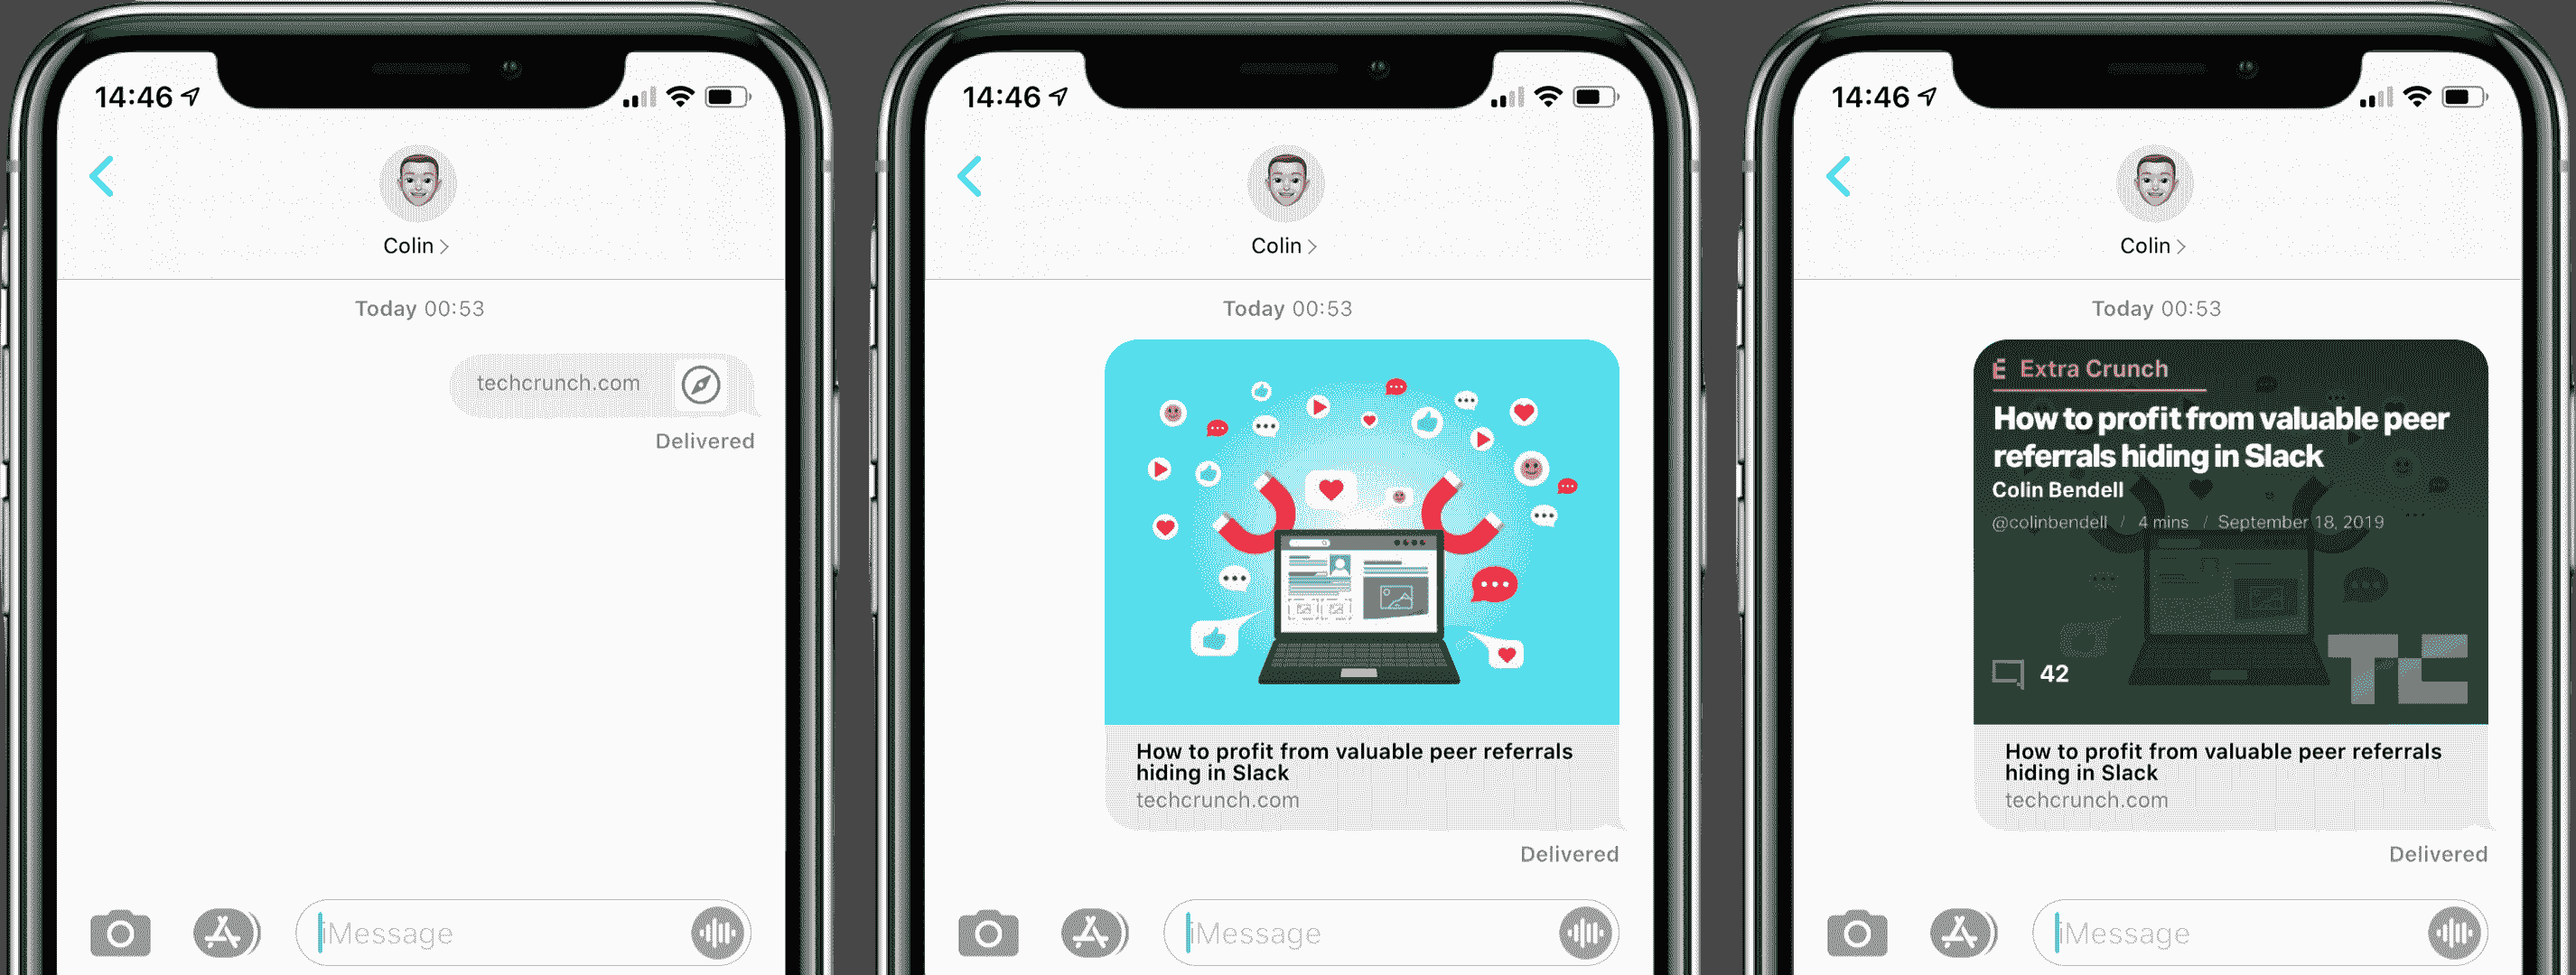 14:46
Colin >
Today 00:53
techcrunch.com
Delivered
iMessage
14:46
Colin >
Today 00:53
How to profit from valuable peer referrals
hiding in Slack
techcrunch.com
Delivered
iMessage
14:46
Colin >
Today 00:53
É Extra Crunch
How to profit from valuable peer
referrals hiding in Slack
Colin Bendell
@colinbendell / 4 mins / September 18, 2019
42
TC
How to profit from valuable peer referrals
hiding in Slack
techcrunch.com
Delivered
iMessage